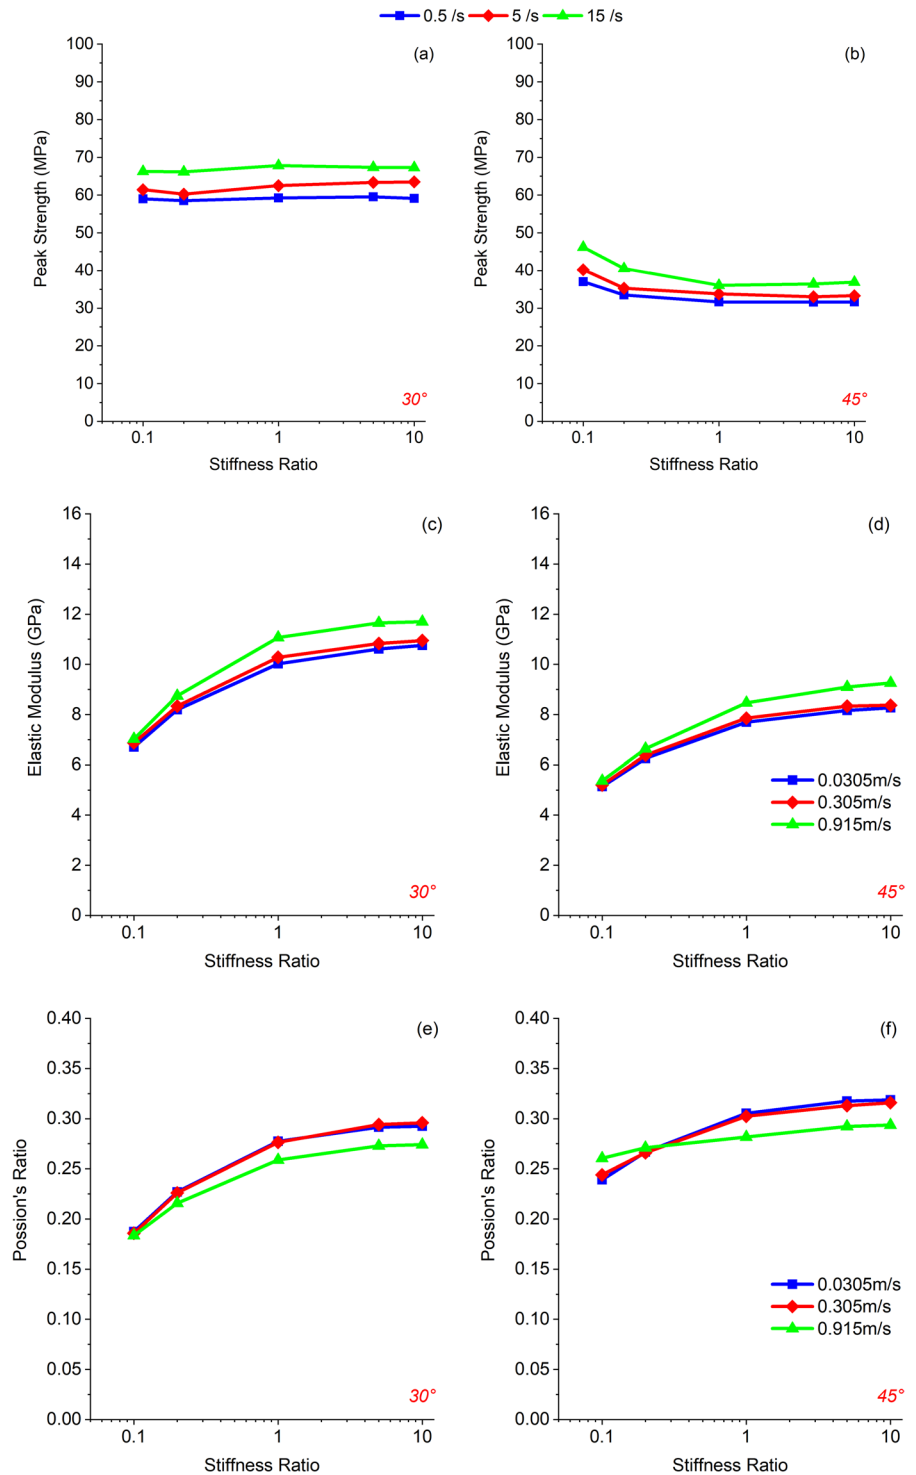 0.5 /s 5 /s 15 /s
(a)
100
90
80
70
60
50
40
30
20
10
0
Peak Strength (MPa)
30°
0.1 1 10
Stiffness Ratio
(b)
100
90
80
70
60
50
40
30
20
10
0
Peak Strength (MPa)
45°
0.1 1 10
Stiffness Ratio
(c)
16
14
12
10
8
6
4
2
0
Elastic Modulus (GPa)
30°
0.1 1 10
Stiffness Ratio
(d)
16
14
12
10
8
6
4
2
0
Elastic Modulus (GPa)
0.0305m/s
0.305m/s
0.915m/s
45°
0.1 1 10
Stiffness Ratio
(e)
0.40
0.35
0.30
0.25
0.20
0.15
0.10
0.05
0.00
Possion's Ratio
30°
0.1 1 10
Stiffness Ratio
(f)
0.40
0.35
0.30
0.25
0.20
0.15
0.10
0.05
0.00
Possion's Ratio
0.0305m/s
0.305m/s
0.915m/s
45°
0.1 1 10
Stiffness Ratio